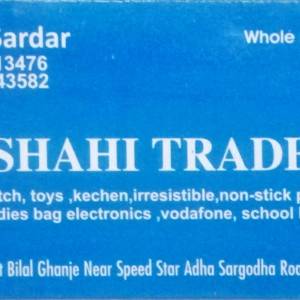 Sardar
Whole
13476
43582
SHAHI TRADE
tch, toys ,kechen,irresistible,non-stick p
dies bag electronics ,vodafone, school
t Bilal Ghanje Near Speed Star Adha Sargodha Roa